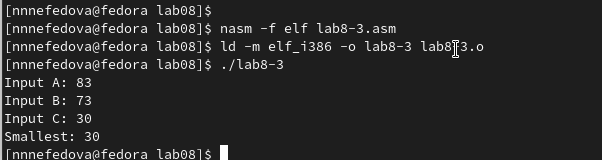 [nnnefedova@fedora lab08]$
[nnnefedova@fedora lab08]$ nasm -f elf lab8-3.asm
[nnnefedova@fedora lab08]$ ld -m elf_i386 -o lab8-3 lab8-3.o
[nnnefedova@fedora lab08]$ ./lab8-3
Input A: 83
Input B: 73
Input C: 30
Smallest: 30
[nnnefedova@fedora lab08]$